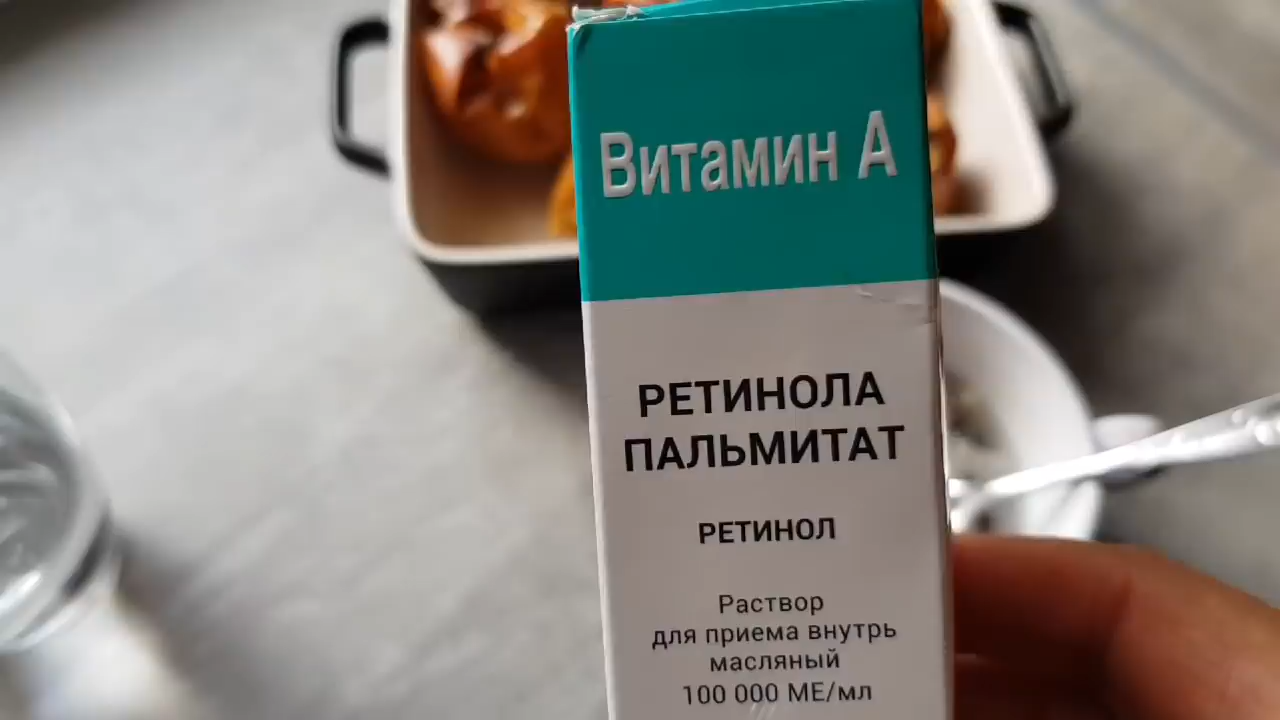 Витамин А
РЕТИНОЛА
ПАЛЬМИТАТ
РЕТИНОЛ
Раствор
для приема внутрь
масляный
100 000 МЕ/мл